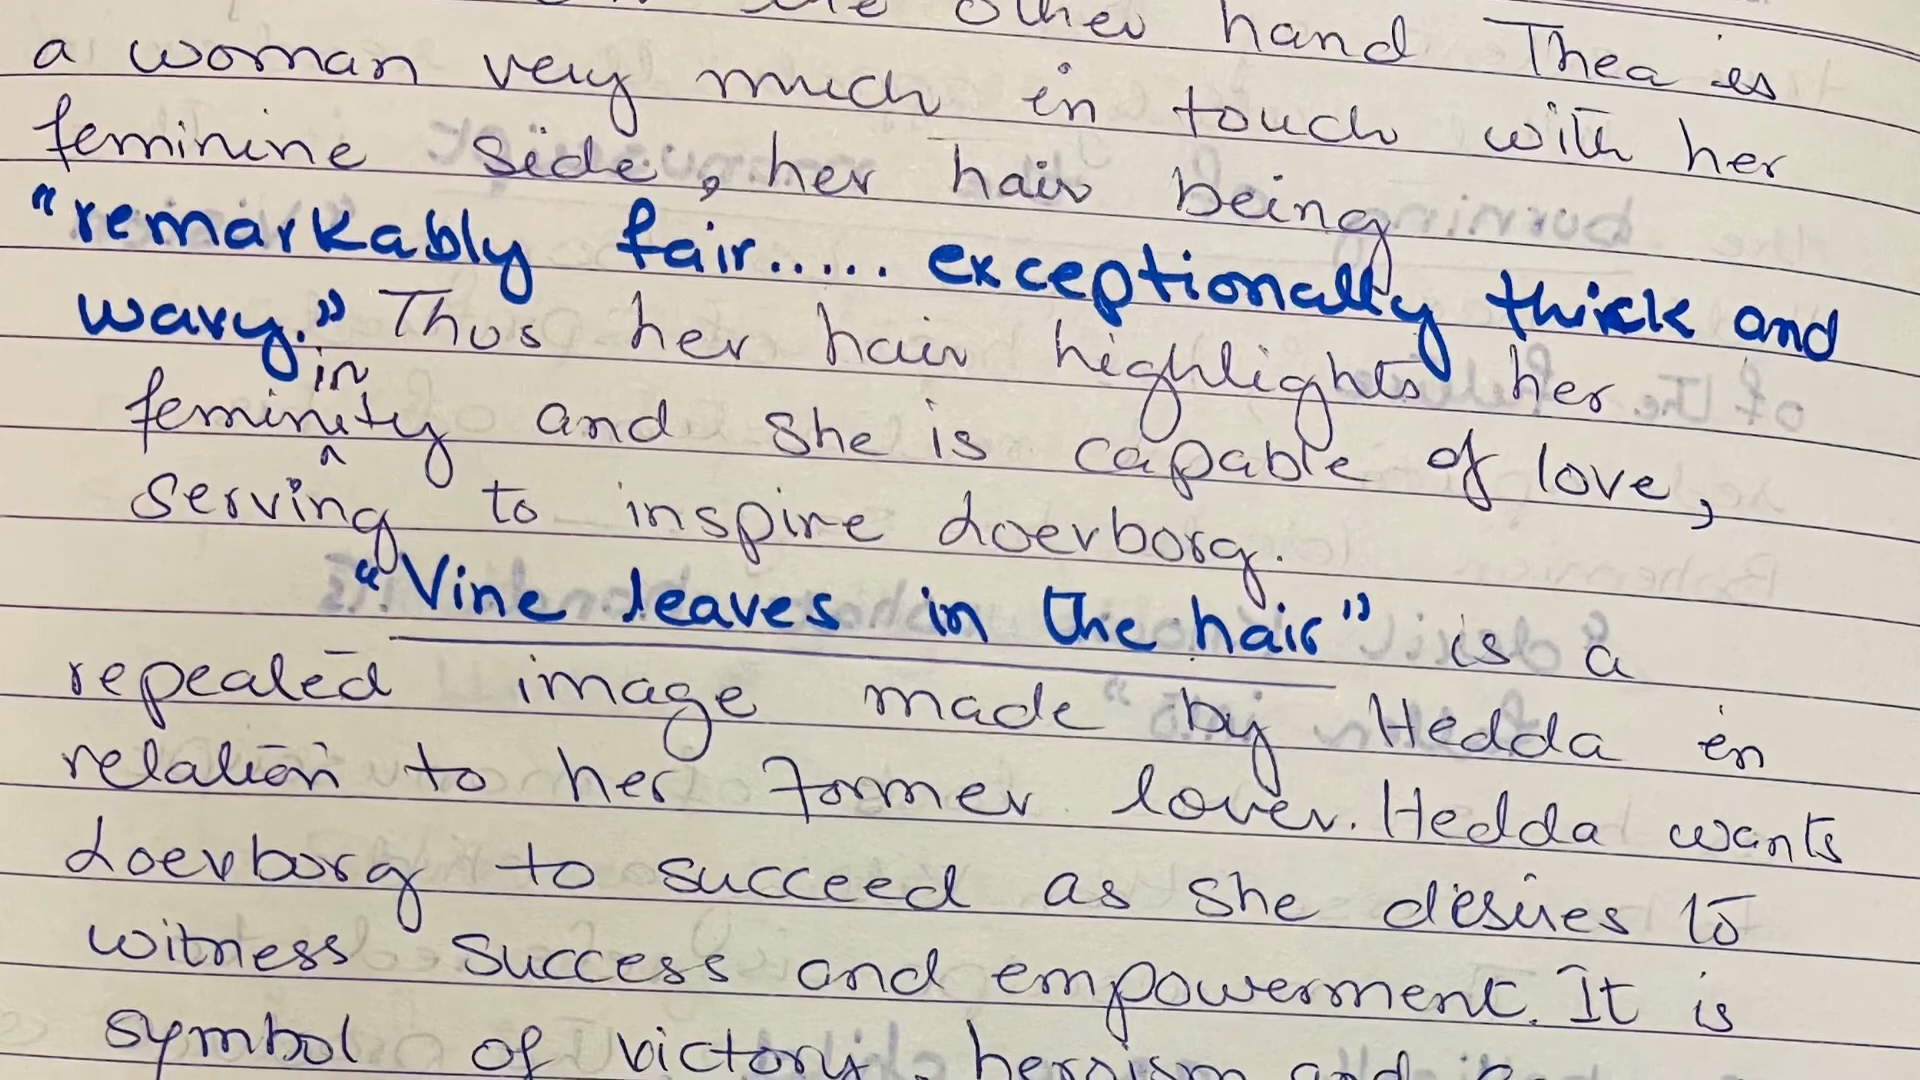 the other hand Thea is
a woman very much in touch with her
feminine side, her hair being
"remarkably fair..... exceptionally thick and
wavy." Thus her hair highlights her
femininity and she is capable of love,
serving to inspire Loevborg.
"Vine leaves in the hair" is a
repeated image made by Hedda in
relation to her former lover. Hedda wants
Loevborg to succeed as she desires to
witness success and empowerment. It is
symbol of victory, heroism and